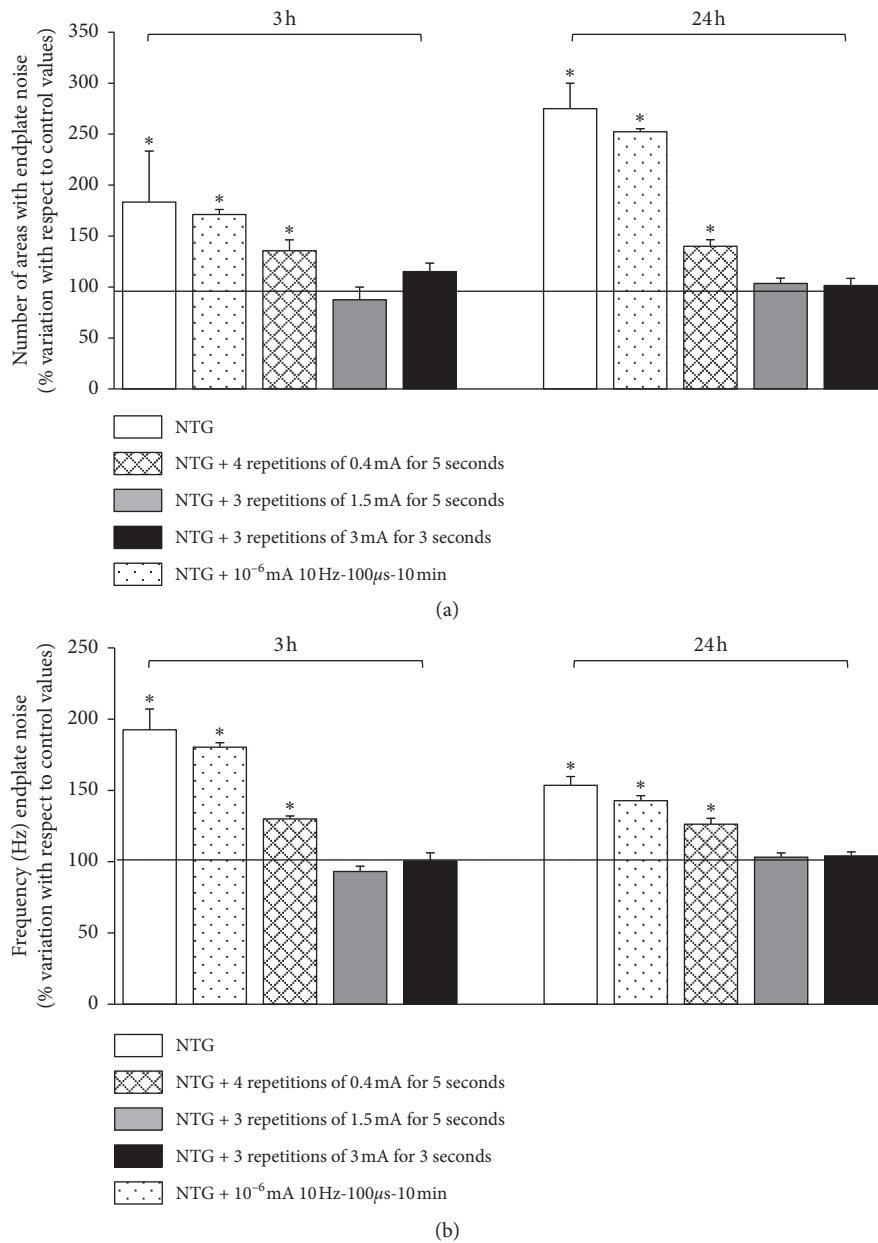 3 h
24 h
Number of areas with endplate noise
(% variation with respect to control values)
350
300
250
200
150
100
50
0
*
*
*
*
*
*
NTG
NTG + 4 repetitions of 0.4 mA for 5 seconds
NTG + 3 repetitions of 1.5 mA for 5 seconds
NTG + 3 repetitions of 3 mA for 3 seconds
NTG + 10⁻⁶ mA 10 Hz-100μs-10 min
(a)
3 h
24 h
Frequency (Hz) endplate noise
(% variation with respect to control values)
250
200
150
100
50
0
*
*
*
*
*
*
NTG
NTG + 4 repetitions of 0.4 mA for 5 seconds
NTG + 3 repetitions of 1.5 mA for 5 seconds
NTG + 3 repetitions of 3 mA for 3 seconds
NTG + 10⁻⁶ mA 10 Hz-100μs-10 min
(b)